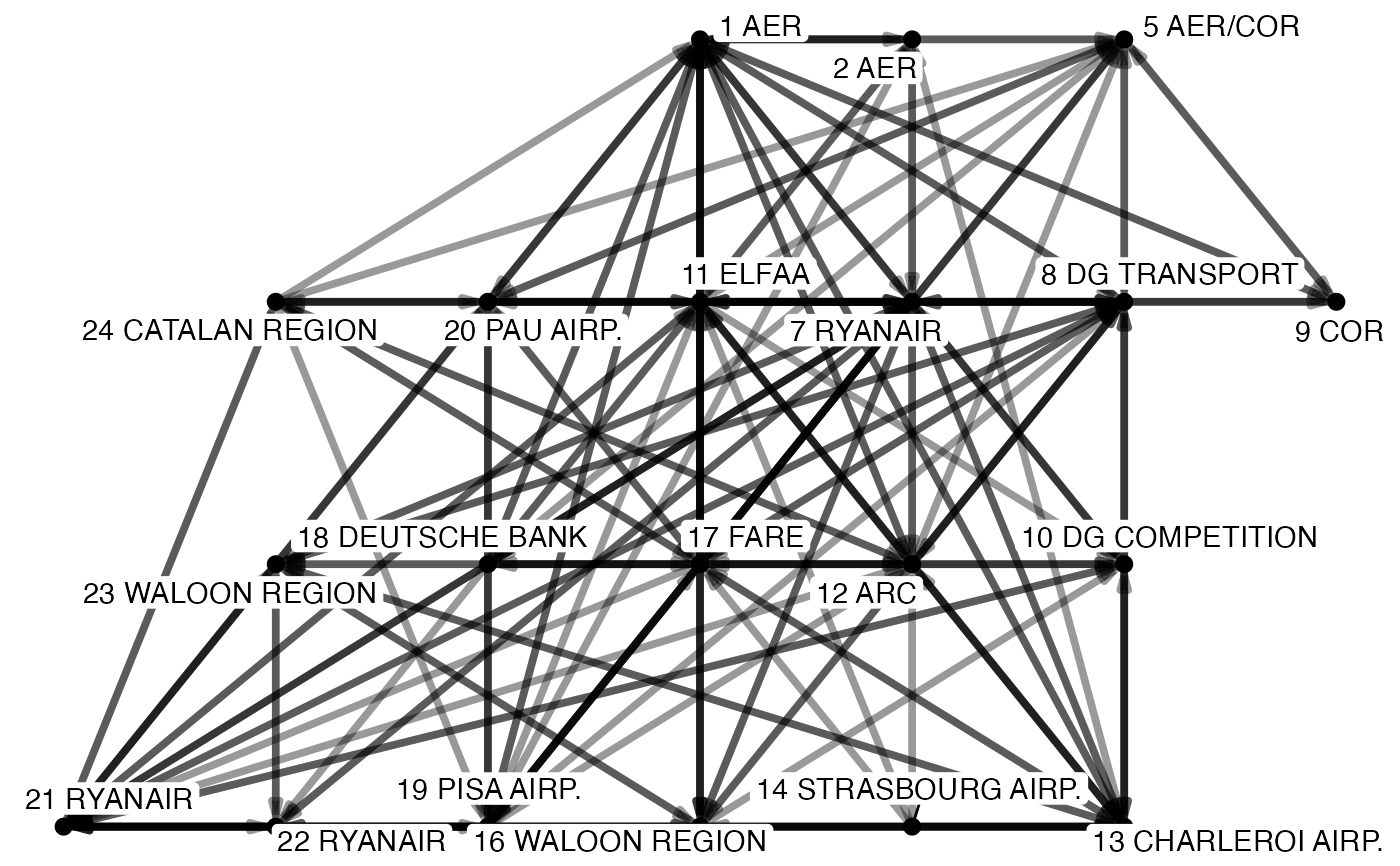 1 AER
5 AER/COR
2 AER
11 ELFAA
8 DG TRANSPORT
24 CATALAN REGION
20 PAU AIRP.
7 RYANAIR
9 COR
18 DEUTSCHE BANK
17 FARE
10 DG COMPETITION
23 WALOON REGION
12 ARC
19 PISA AIRP.
14 STRASBOURG AIRP.
21 RYANAIR
22 RYANAIR
16 WALOON REGION
13 CHARLEROI AIRP.